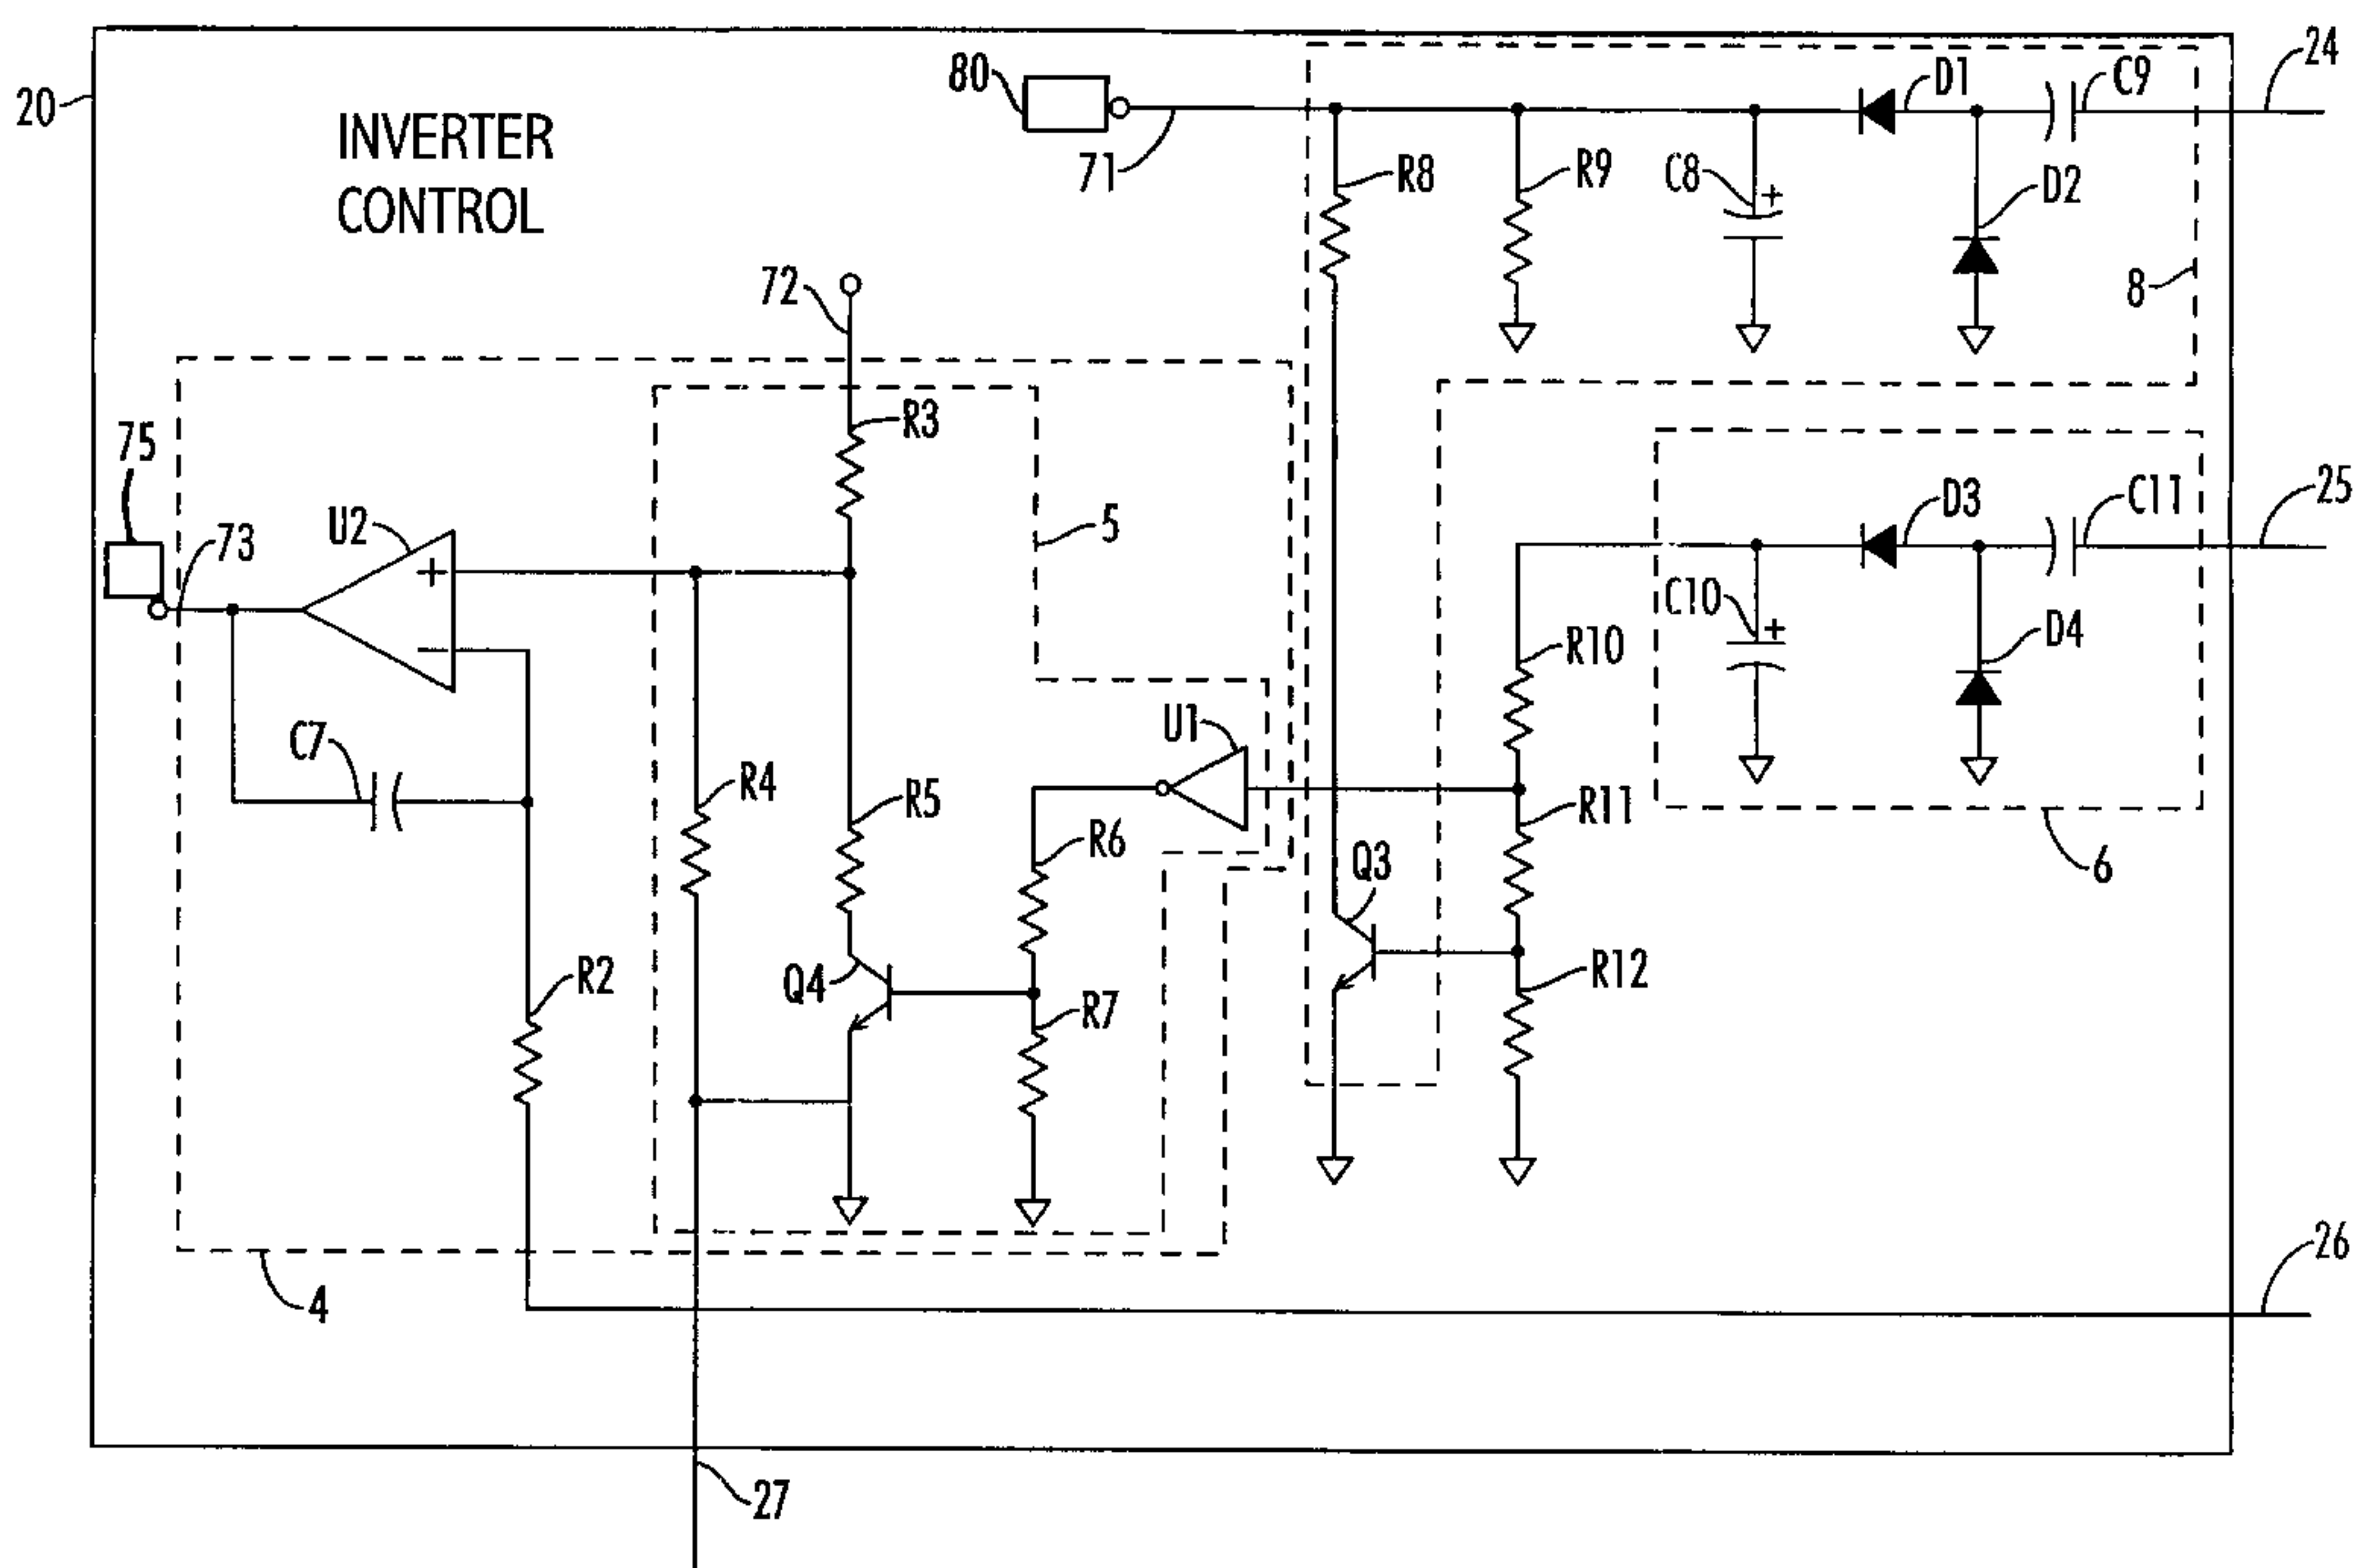 20
INVERTER
CONTROL
80
71
D1
C9
24
R8
R9
C8
+
D2
8
72
R3
5
75
73
U2
+
−
D3
C11
25
C10
+
D4
R10
U1
C7
R4
R5
R6
R11
Q3
6
Q4
R7
R12
R2
4
26
27